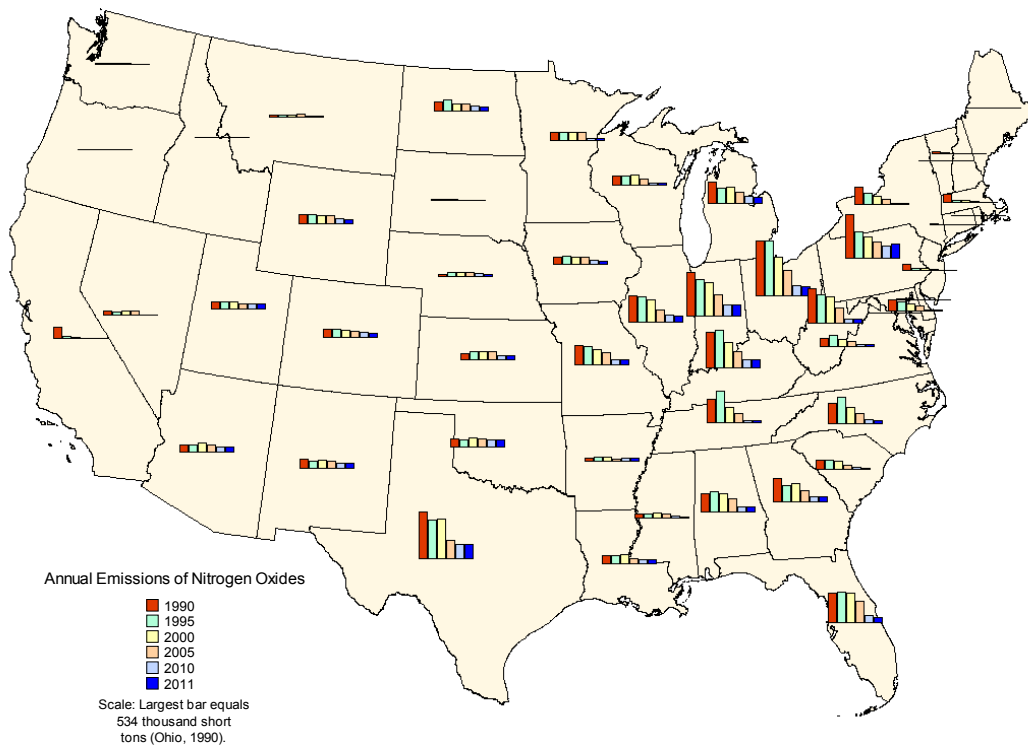 Annual Emissions of Nitrogen Oxides
1990
1995
2000
2005
2010
2011
Scale: Largest bar equals
534 thousand short
tons (Ohio, 1990).